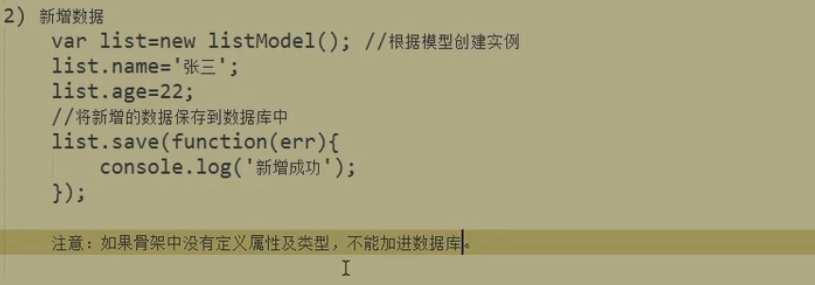 2) 新增数据
var list=new listModel(); //根据模型创建实例
list.name='张三';
list.age=22;
//将新增的数据保存到数据库中
list.save(function(err){
console.log('新增成功');
});
注意：如果骨架中没有定义属性及类型，不能加进数据库。